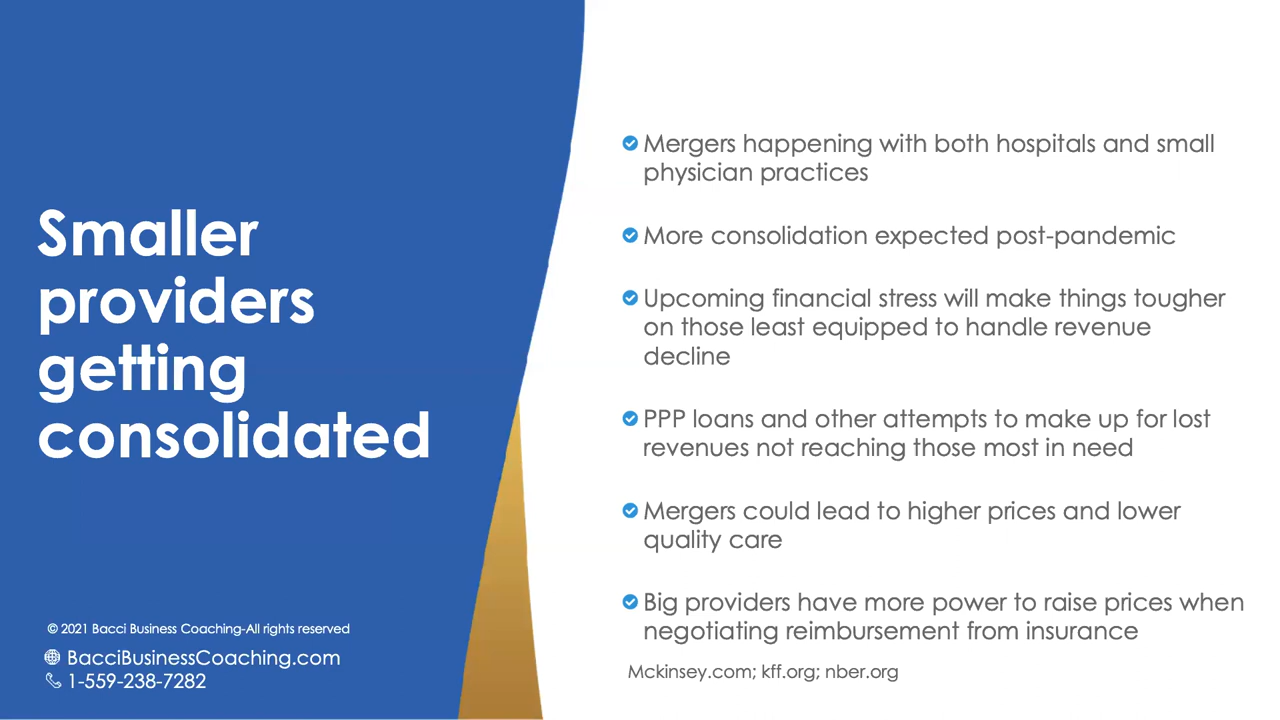 Smaller
providers
getting
consolidated
© 2021 Bacci Business Coaching-All rights reserved
BacciBusinessCoaching.com
1-559-238-7282
Mergers happening with both hospitals and small
physician practices
More consolidation expected post-pandemic
Upcoming financial stress will make things tougher
on those least equipped to handle revenue
decline
PPP loans and other attempts to make up for lost
revenues not reaching those most in need
Mergers could lead to higher prices and lower
quality care
Big providers have more power to raise prices when
negotiating reimbursement from insurance
Mckinsey.com; kff.org; nber.org